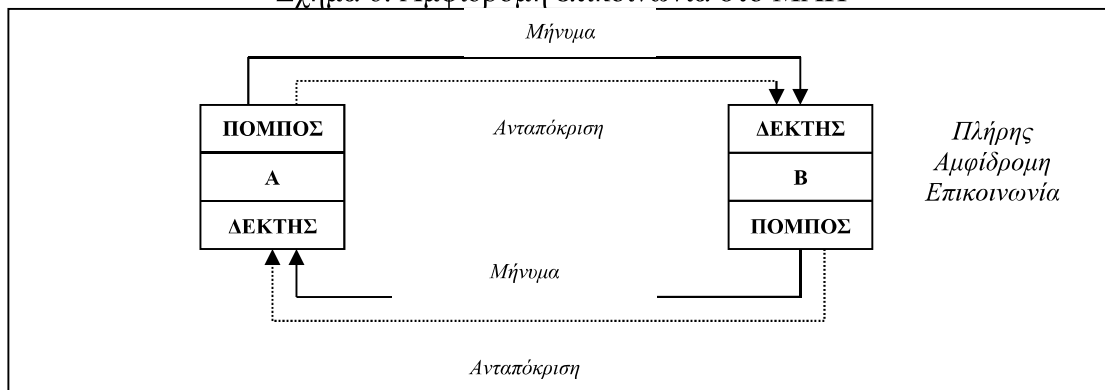 Μήνυμα
ΠΟΜΠΟΣ
Ανταπόκριση
ΔΕΚΤΗΣ
Πλήρης
Αμφίδρομη
Επικοινωνία
Α
Β
ΔΕΚΤΗΣ
ΠΟΜΠΟΣ
Μήνυμα
Ανταπόκριση